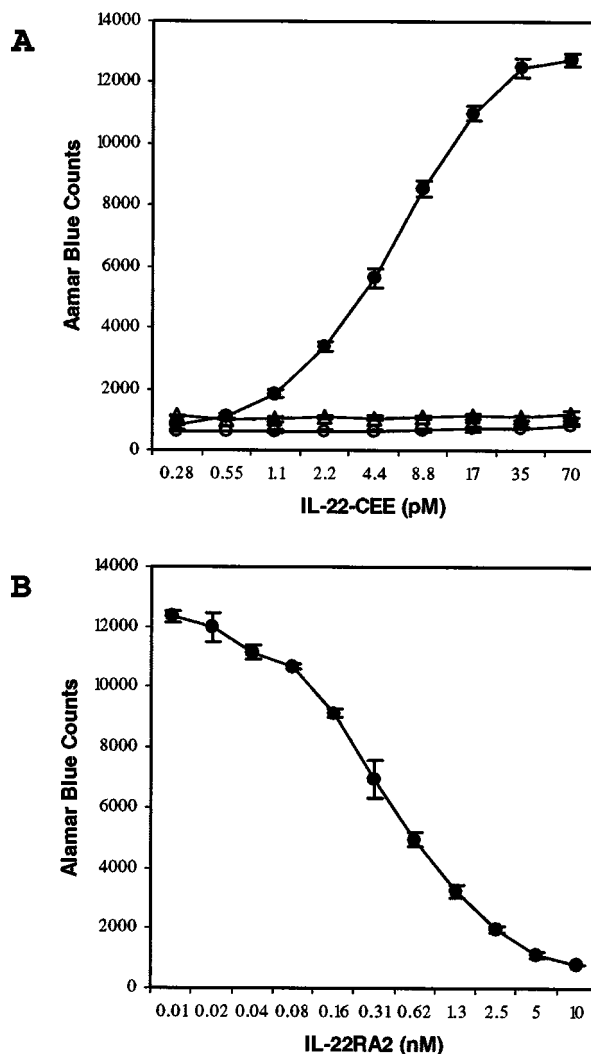 A
14000
12000
10000
8000
6000
4000
2000
0
Aamar Blue Counts
0.28 0.55 1.1 2.2 4.4 8.8 17 35 70
IL-22-CEE (pM)
B
14000
12000
10000
8000
6000
4000
2000
0
Alamar Blue Counts
0.01 0.02 0.04 0.08 0.16 0.31 0.62 1.3 2.5 5 10
IL-22RA2 (nM)